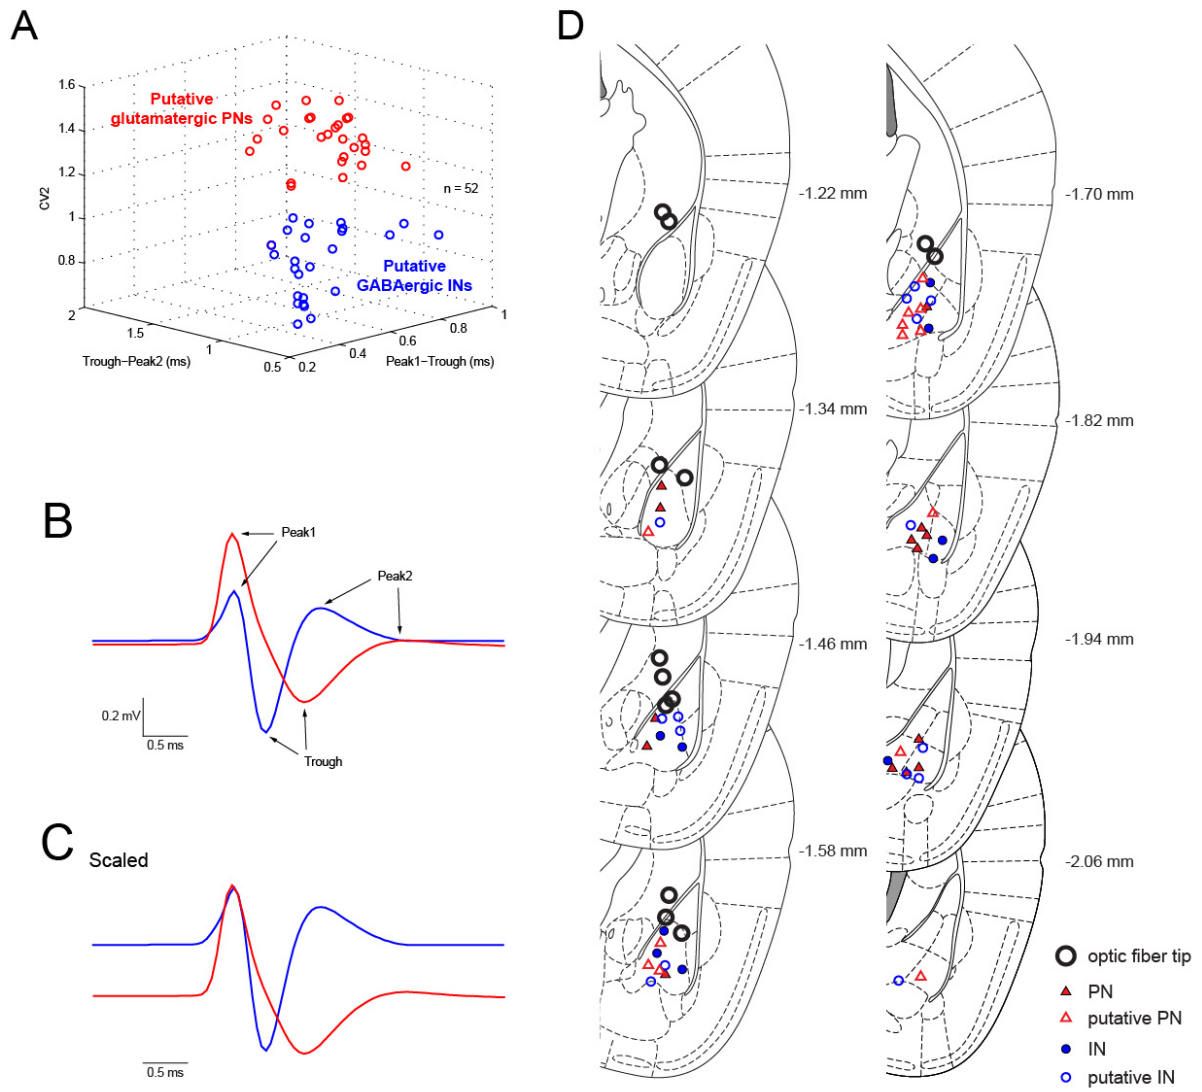 A
1.6
1.4
1.2
1
0.8
CV2
Putative
glutamatergic PNs
n = 52
Putative
GABAergic INs
2
1.5
1
0.5
0.2
0.4
0.6
0.8
1
Trough−Peak2 (ms)
Peak1−Trough (ms)
B
Peak1
Peak2
0.2 mV
0.5 ms
Trough
C
Scaled
0.5 ms
D
-1.22 mm
-1.34 mm
-1.46 mm
-1.58 mm
-1.70 mm
-1.82 mm
-1.94 mm
-2.06 mm
optic fiber tip
PN
putative PN
IN
putative IN